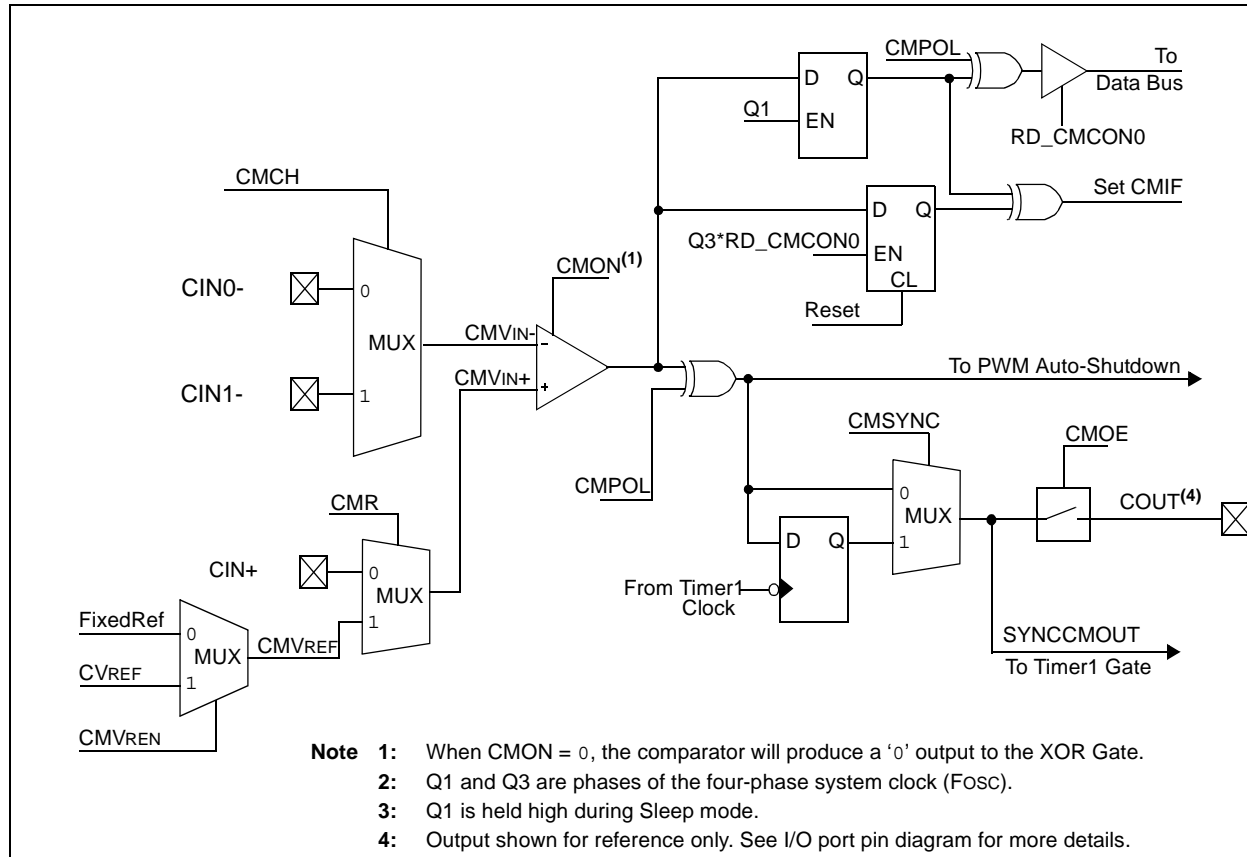 CMPOL
To
Data Bus
RD_CMCON0
D Q
Q1
EN
Set CMIF
D Q
Q3*RD_CMCON0
EN
CL
Reset
CMCH
CIN0-
0
MUX
CIN1-
1
CMON(1)
CMVIN-
-
CMVIN+
+
To PWM Auto-Shutdown
CMPOL
CMSYNC
0
MUX
1
CMOE
COUT(4)
D Q
From Timer1
Clock
SYNCCMOUT
To Timer1 Gate
CMR
CIN+
0
MUX
1
FixedRef
0
MUX
CMVREF
CVREF
1
CMVREN
Note 1: When CMON = 0, the comparator will produce a ‘0’ output to the XOR Gate.
2: Q1 and Q3 are phases of the four-phase system clock (FOSC).
3: Q1 is held high during Sleep mode.
4: Output shown for reference only. See I/O port pin diagram for more details.